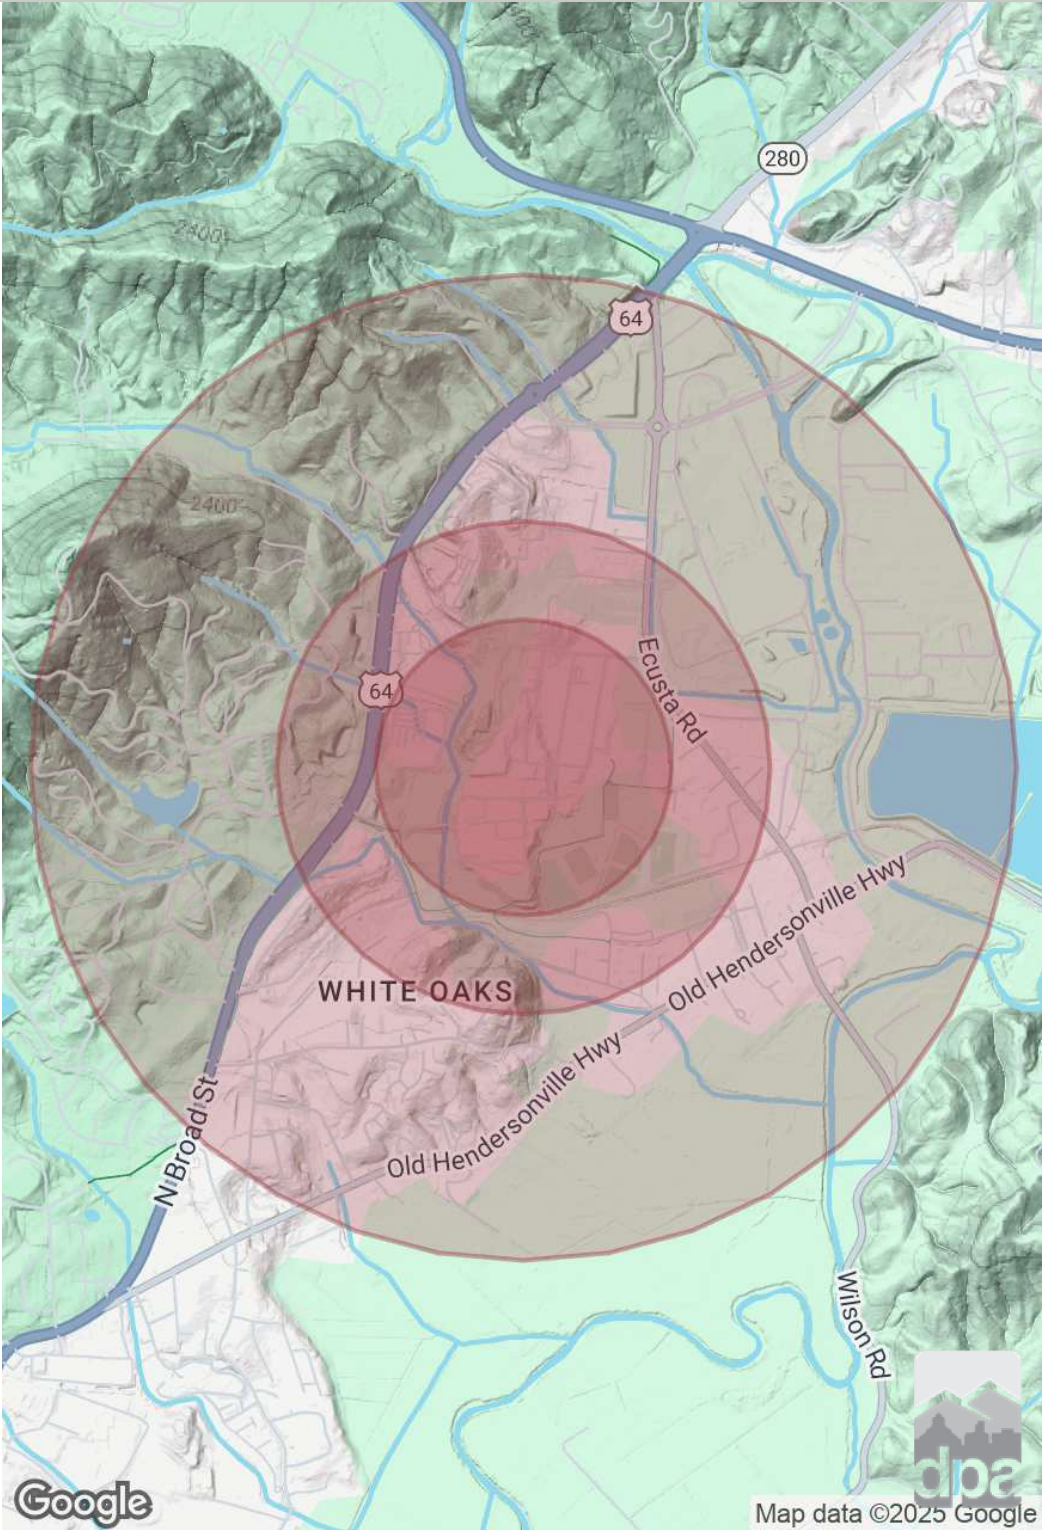 280
2400
64
2400
Ecusta Rd
64
Old Hendersonville Hwy
WHITE OAKS
Old Hendersonville Hwy
N Broad St
Wilson Rd
dpa
Google
Map data ©2025 Google